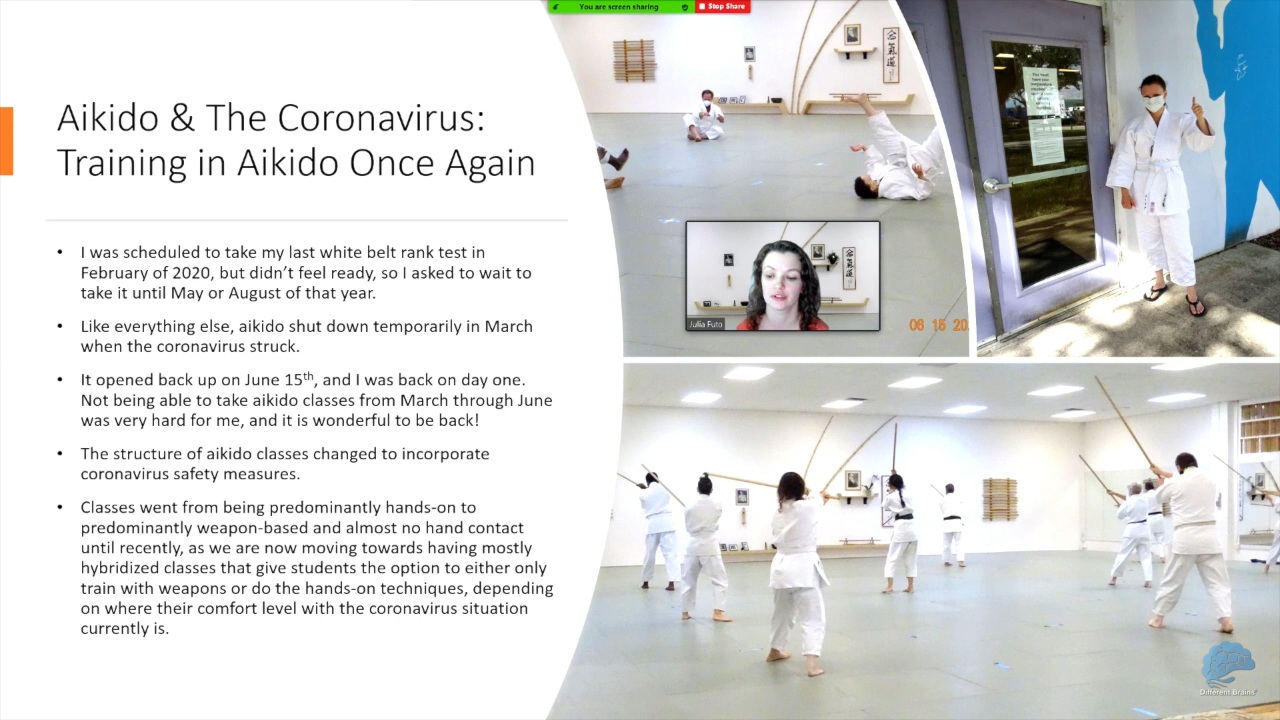 You are screen sharing
Stop Share
Aikido & The Coronavirus:
Training in Aikido Once Again
• I was scheduled to take my last white belt rank test in
February of 2020, but didn't feel ready, so I asked to wait to
take it until May or August of that year.
• Like everything else, aikido shut down temporarily in March
when the coronavirus struck.
• It opened back up on June 15th, and I was back on day one.
Not being able to take aikido classes from March through June
was very hard for me, and it is wonderful to be back!
• The structure of aikido classes changed to incorporate
coronavirus safety measures.
• Classes went from being predominantly hands-on to
predominantly weapon-based and almost no hand contact
until recently, as we are now moving towards having mostly
hybridized classes that give students the option to either only
train with weapons or do the hands-on techniques, depending
on where their comfort level with the coronavirus situation
currently is.
合氣道
Julia Futo
06 15 20
Different Brains